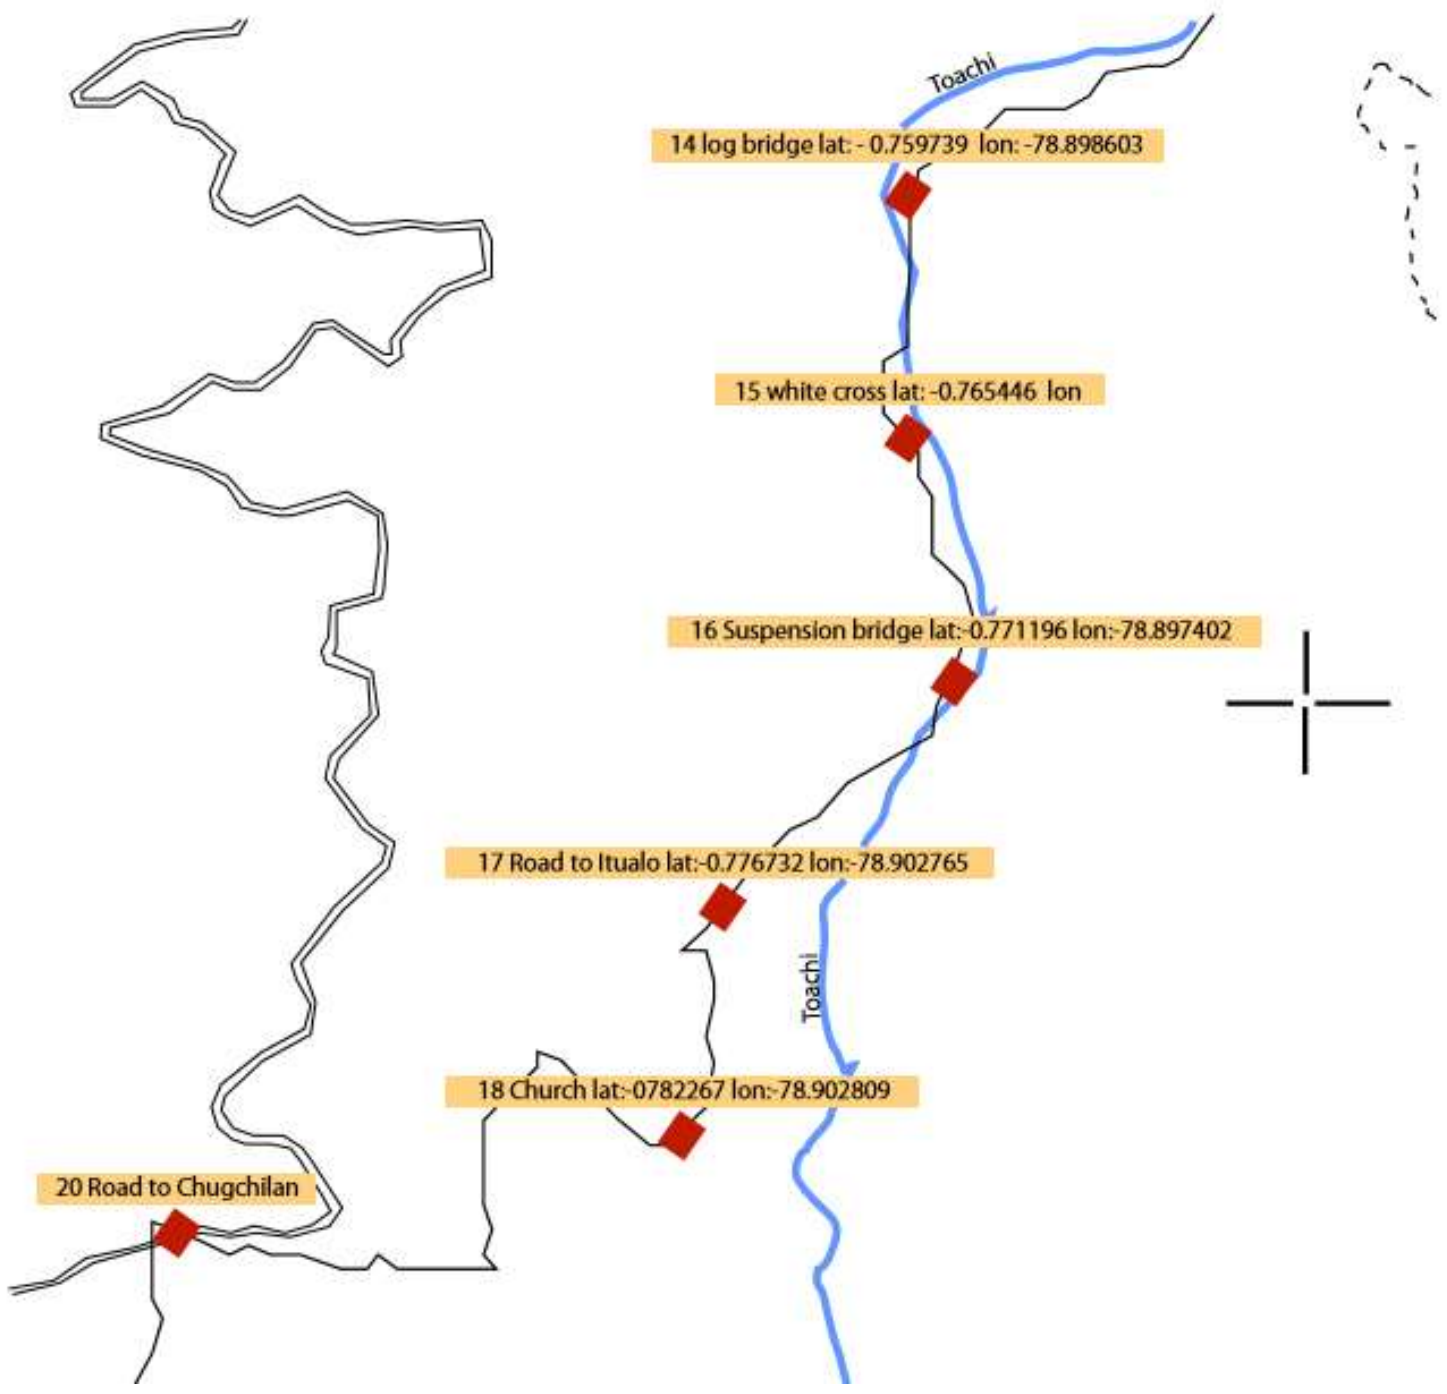 Toachi
14 log bridge lat: - 0.759739 lon: -78.898603
15 white cross lat: -0.765446 lon
16 Suspension bridge lat:-0.771196 lon:-78.897402
17 Road to Itualo lat:-0.776732 lon:-78.902765
Toachi
18 Church lat:-0782267 lon:-78.902809
20 Road to Chugchilan